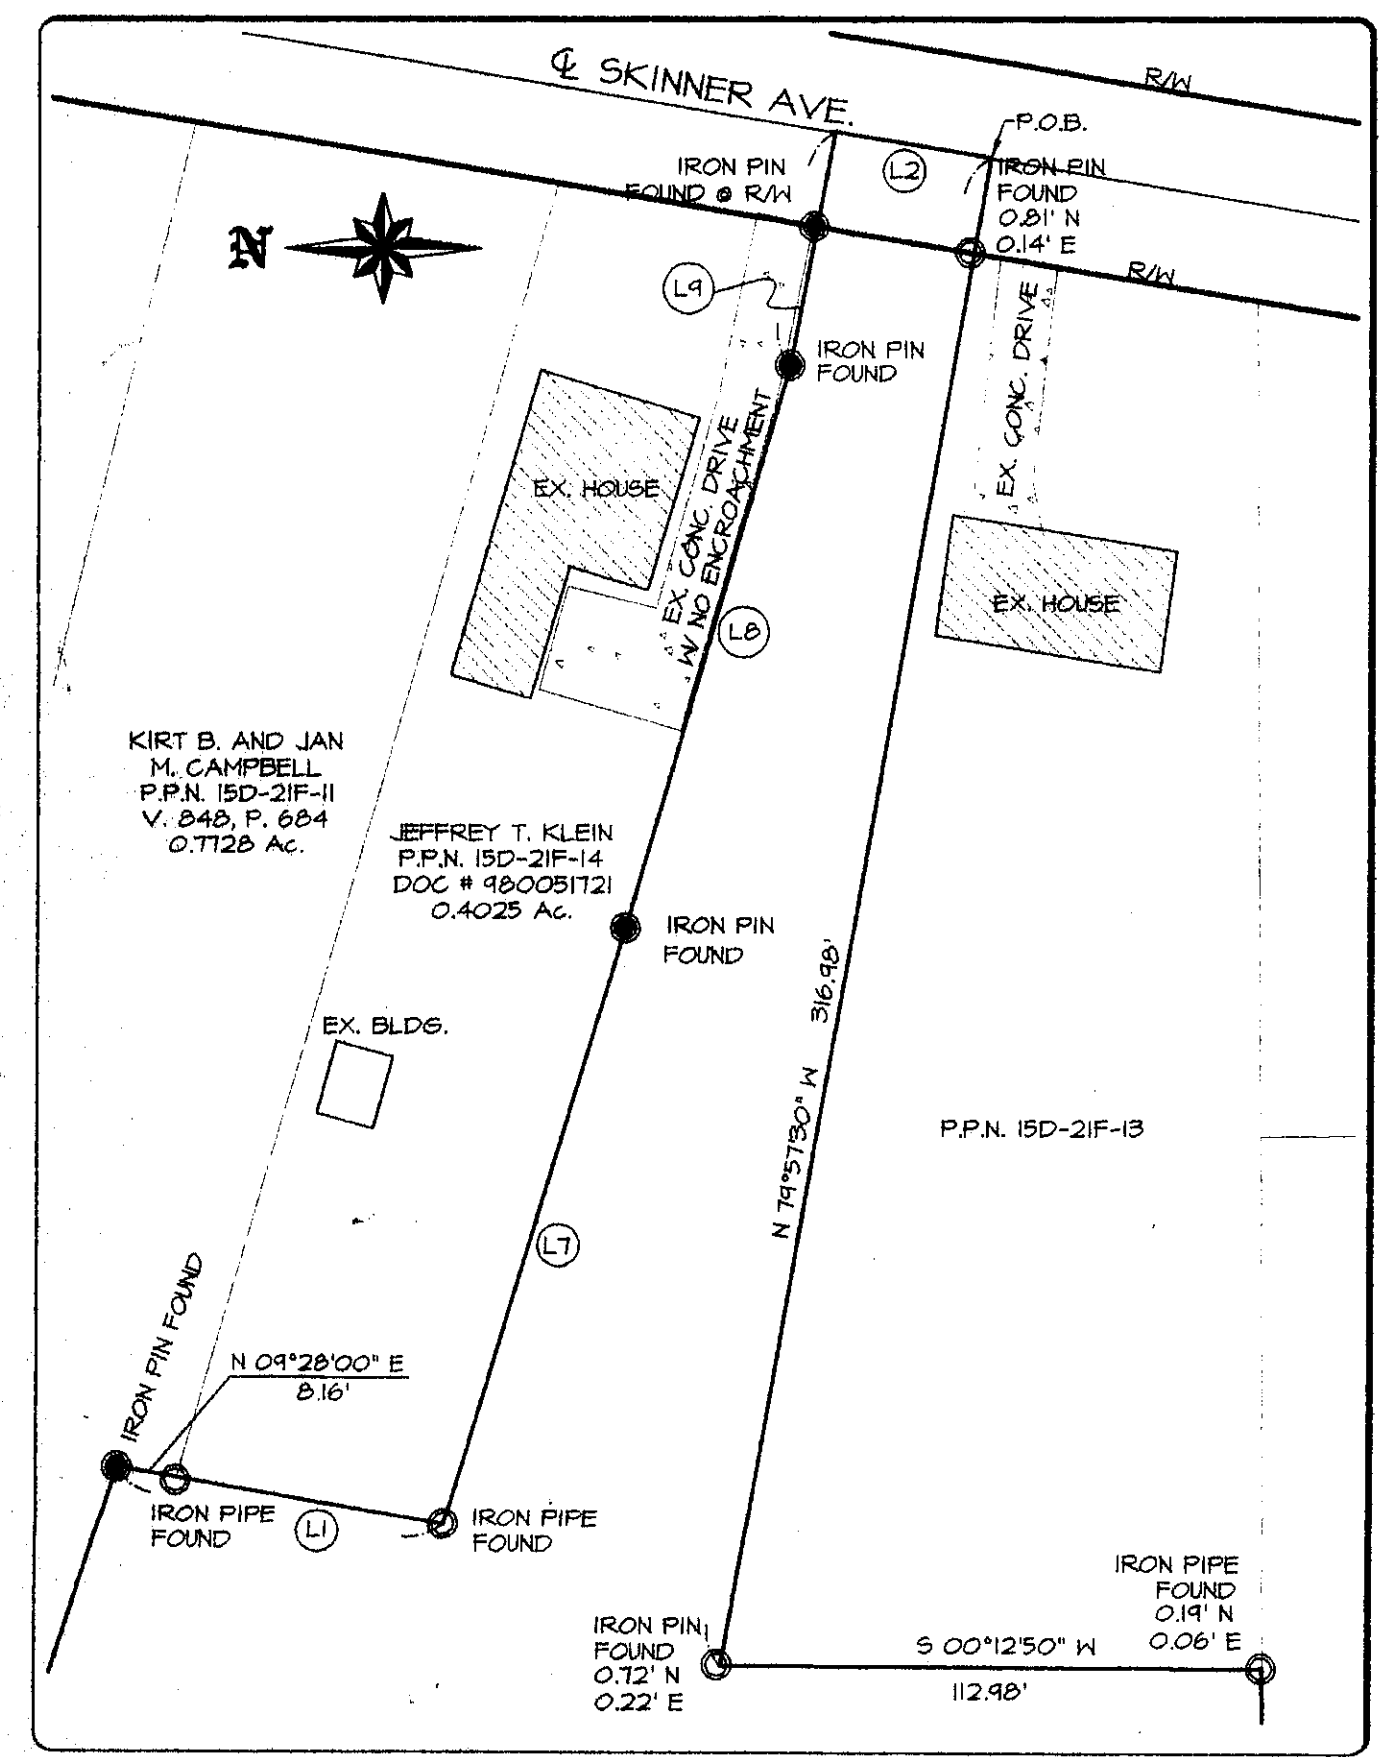 ℄ SKINNER AVE.
R/W
P.O.B.
IRON PIN
FOUND @ R/W
L2
IRON PIN
FOUND
0.81' N
0.14' E
N
R/W
L9
IRON PIN
FOUND
EX. CONC. DRIVE
EX. HOUSE
EX. CONC. DRIVE
W/ NO ENCROACHMENT
L8
EX. HOUSE
KIRT B. AND JAN
M. CAMPBELL
P.P.N. 15D-21F-11
V. 848, P. 684
0.7728 Ac.
JEFFREY T. KLEIN
P.P.N. 15D-21F-14
DOC # 980051721
0.4025 Ac.
IRON PIN
FOUND
EX. BLDG.
N 79°57'30" W 316.98'
P.P.N. 15D-21F-13
L7
IRON PIN FOUND
N 09°28'00" E
8.16'
IRON PIPE
FOUND
L1
IRON PIPE
FOUND
IRON PIN
FOUND
0.72' N
0.22' E
S 00°12'50" W
112.98'
IRON PIPE
FOUND
0.19' N
0.06' E